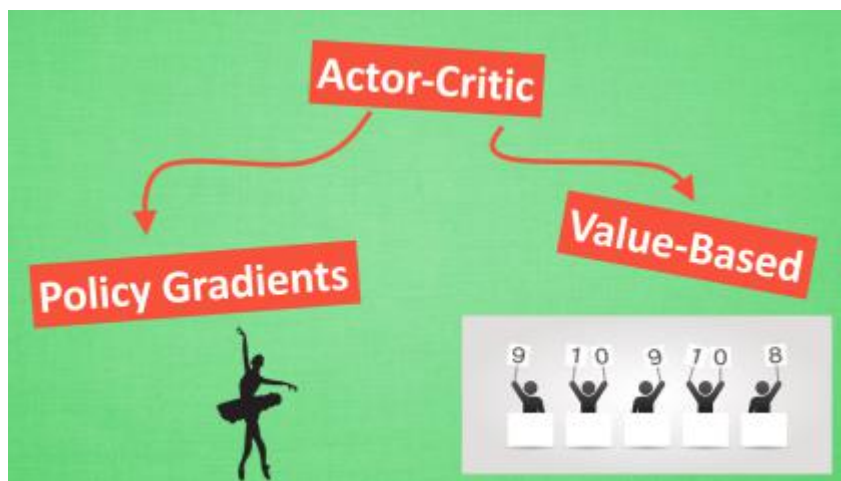 Actor-Critic
Policy Gradients
Value-Based
9 10 9 10 8